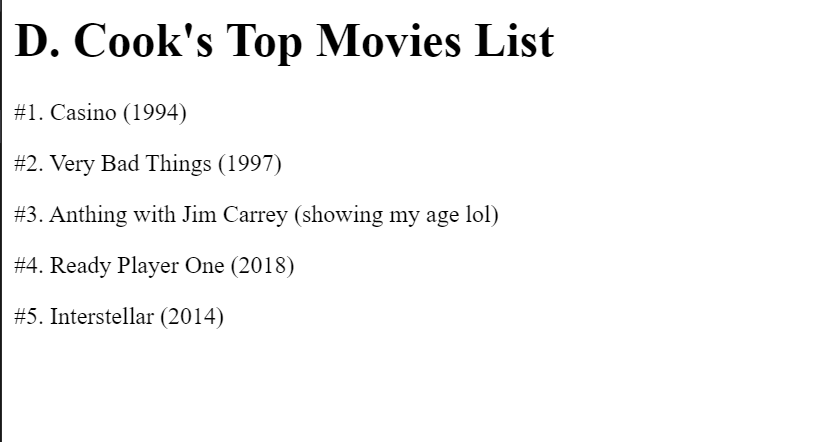 D. Cook's Top Movies List
#1. Casino (1994)
#2. Very Bad Things (1997)
#3. Anthing with Jim Carrey (showing my age lol)
#4. Ready Player One (2018)
#5. Interstellar (2014)